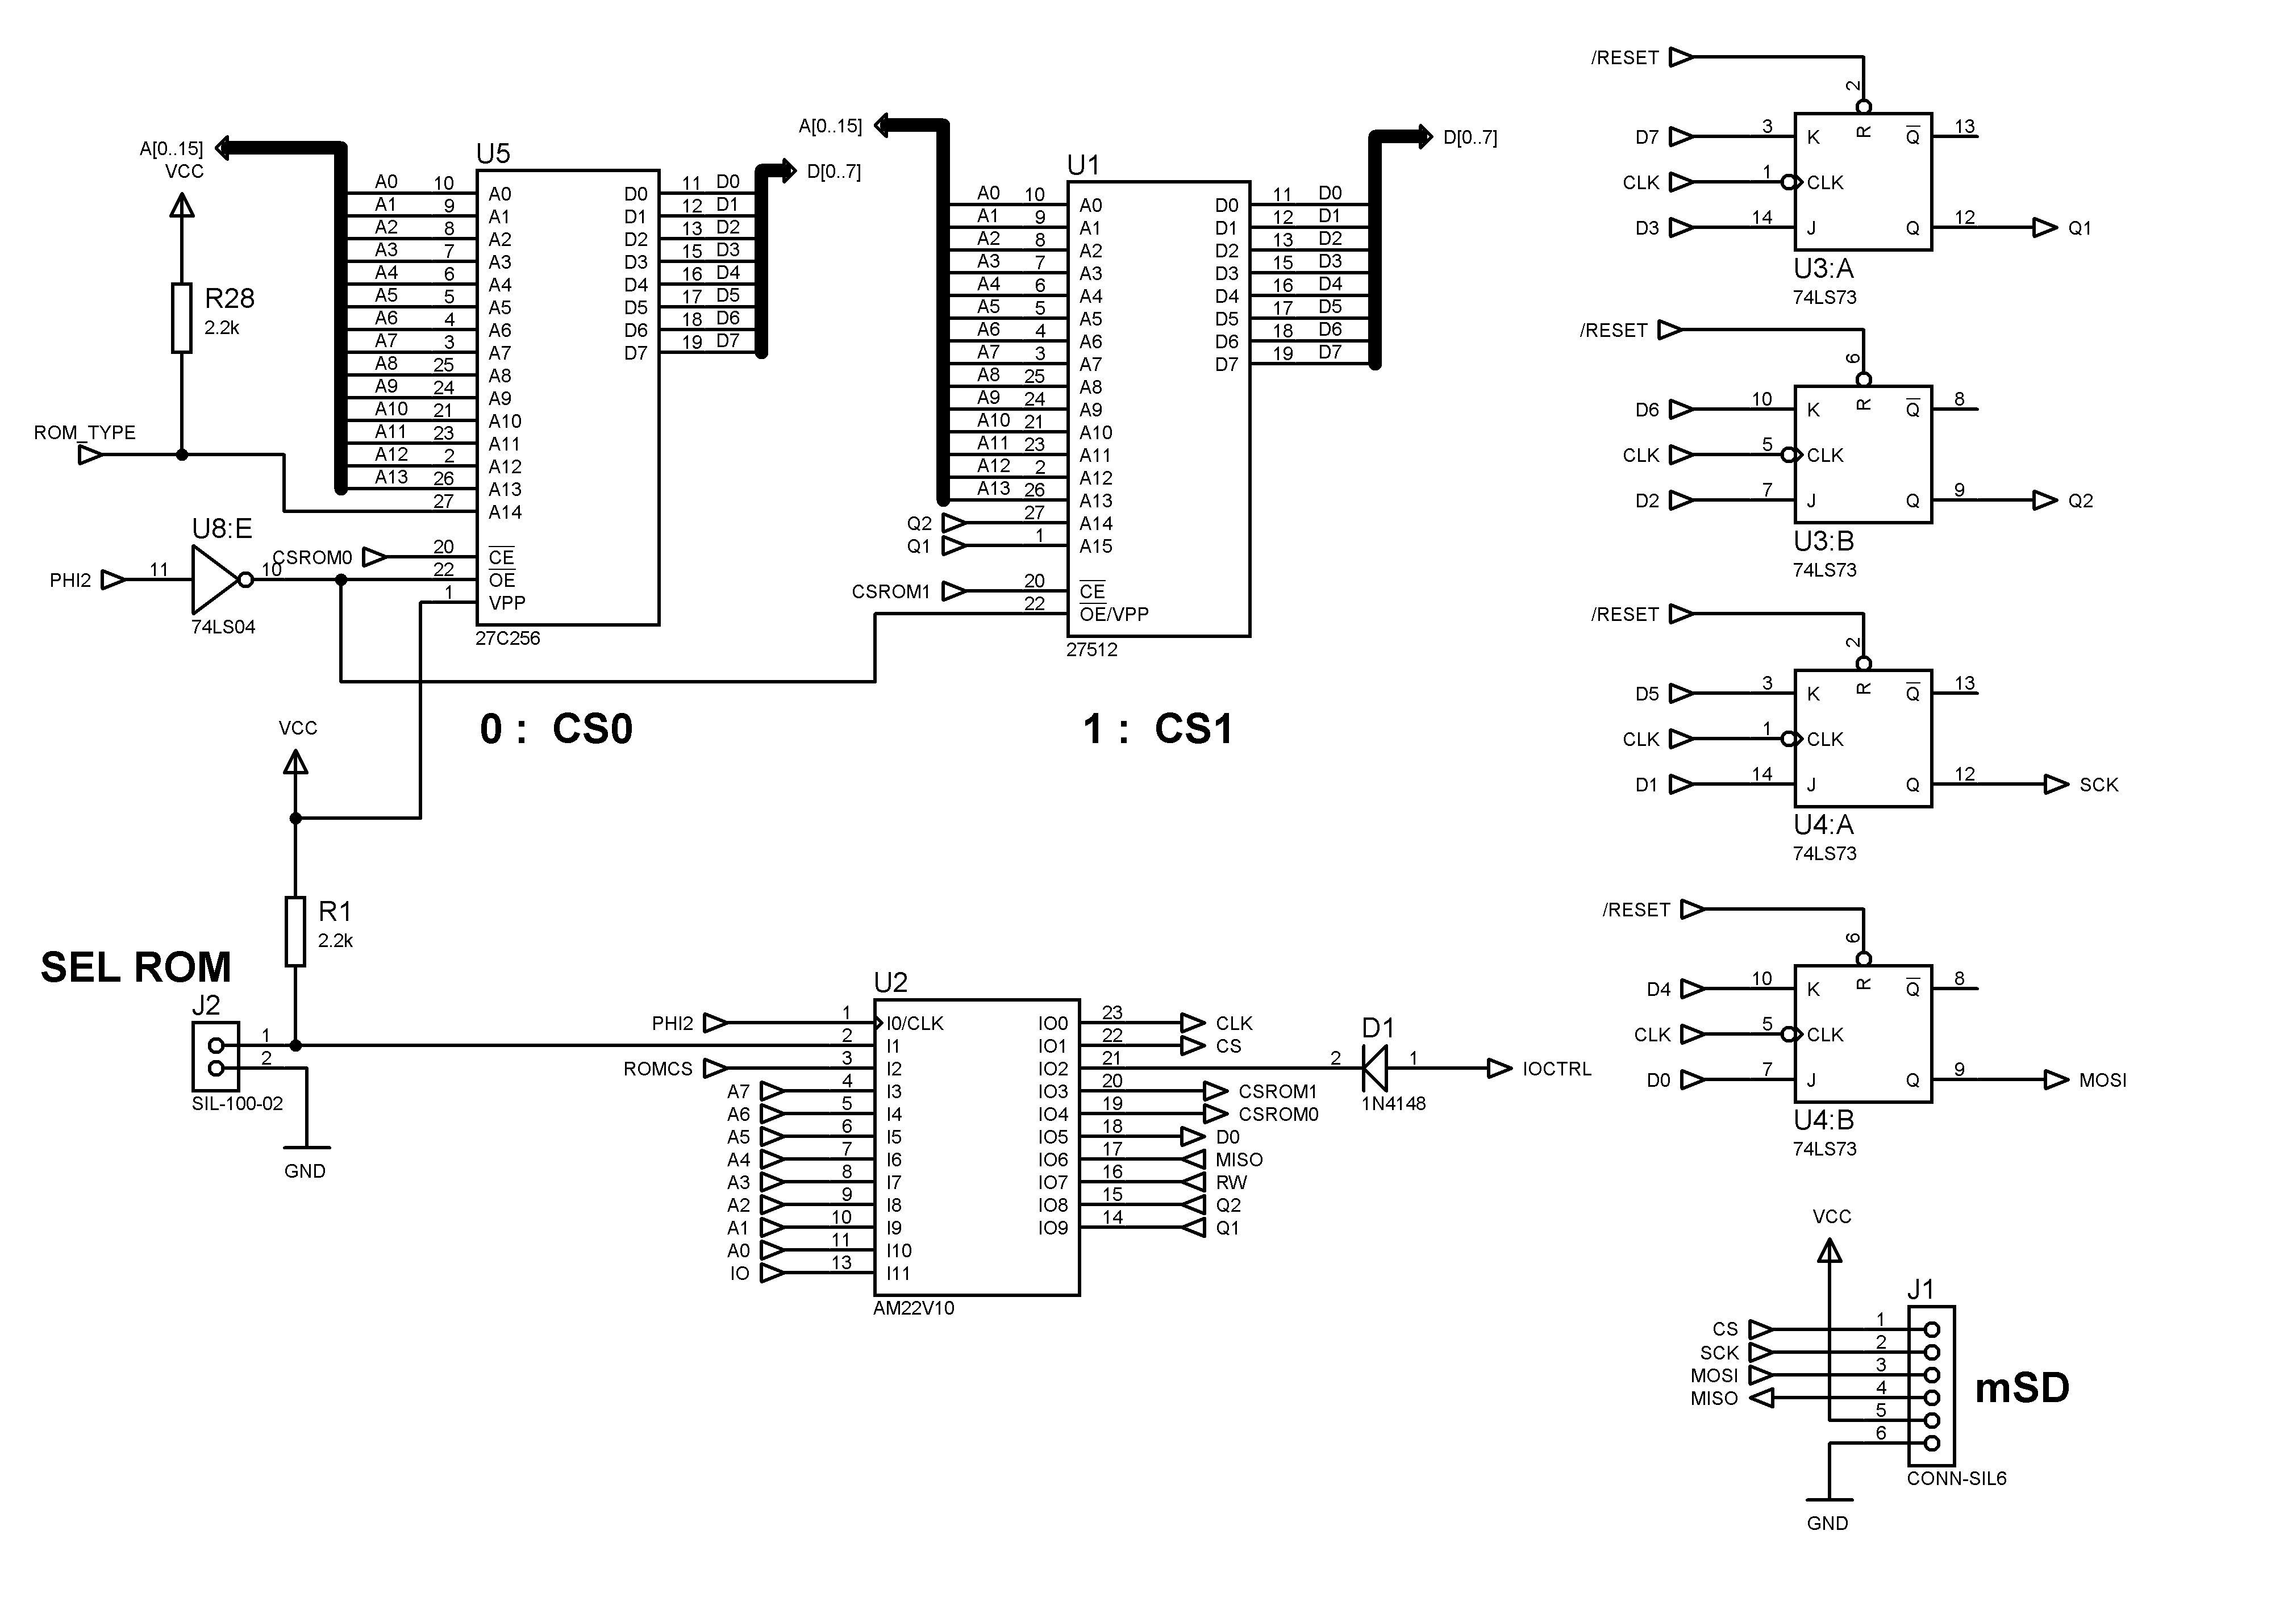 A[0..15]
VCC
R28
2.2k
ROM_TYPE
U5
A0 10 A0 D0 11 D0
A1 9 A1 D1 12 D1
A2 8 A2 D2 13 D2
A3 7 A3 D3 15 D3
A4 6 A4 D4 16 D4
A5 5 A5 D5 17 D5
A6 4 A6 D6 18 D6
A7 3 A7 D7 19 D7
A8 25 A8
A9 24 A9
A10 21 A10
A11 23 A11
A12 2 A12
A13 26 A13
27 A14
CSROM0 20 CE
22 OE
1 VPP
27C256
D[0..7]
U8:E
PHI2 11 10
74LS04
0 : CS0
A[0..15]
U1
A0 10 A0 D0 11 D0
A1 9 A1 D1 12 D1
A2 8 A2 D2 13 D2
A3 7 A3 D3 15 D3
A4 6 A4 D4 16 D4
A5 5 A5 D5 17 D5
A6 4 A6 D6 18 D6
A7 3 A7 D7 19 D7
A8 25 A8
A9 24 A9
A10 21 A10
A11 23 A11
A12 2 A12
A13 26 A13
Q2 27 A14
Q1 1 A15
CSROM1 20 CE
22 OE/VPP
27512
D[0..7]
1 : CS1
/RESET
2
D7 3 K R Q 13
CLK 1 CLK
D3 14 J Q 12 Q1
U3:A
74LS73
/RESET
6
D6 10 K R Q 8
CLK 5 CLK
D2 7 J Q 9 Q2
U3:B
74LS73
/RESET
2
D5 3 K R Q 13
CLK 1 CLK
D1 14 J Q 12 SCK
U4:A
74LS73
/RESET
6
D4 10 K R Q 8
CLK 5 CLK
D0 7 J Q 9 MOSI
U4:B
74LS73
VCC
R1
2.2k
SEL ROM
J2
1
2
SIL-100-02
GND
U2
PHI2 1 I0/CLK IO0 23 CLK
2 I1 IO1 22 CS
ROMCS 3 I2 IO2 21
A7 4 I3 IO3 20 CSROM1
A6 5 I4 IO4 19 CSROM0
A5 6 I5 IO5 18 D0
A4 7 I6 IO6 17 MISO
A3 8 I7 IO7 16 RW
A2 9 I8 IO8 15 Q2
A1 10 I9 IO9 14 Q1
A0 11 I10
IO 13 I11
AM22V10
D1
2 1 IOCTRL
1N4148
VCC
J1
CS 1
SCK 2
MOSI 3
MISO 4
5
6
mSD
CONN-SIL6
GND